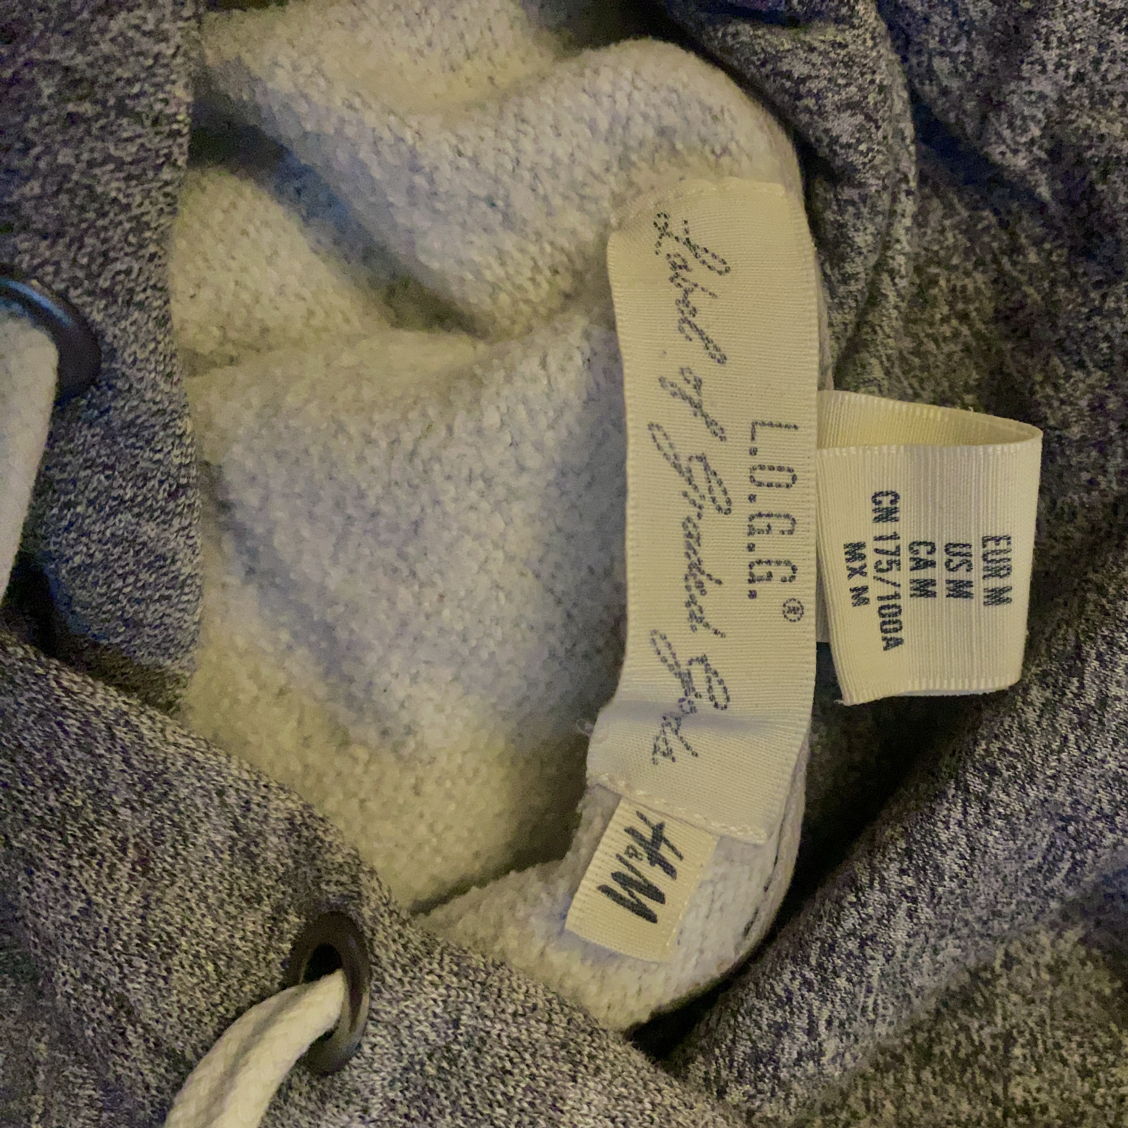 L.O.G.G.®
Label of Graded Goods
H&M
EUR M
US M
CA M
CN 175/100A
MX M